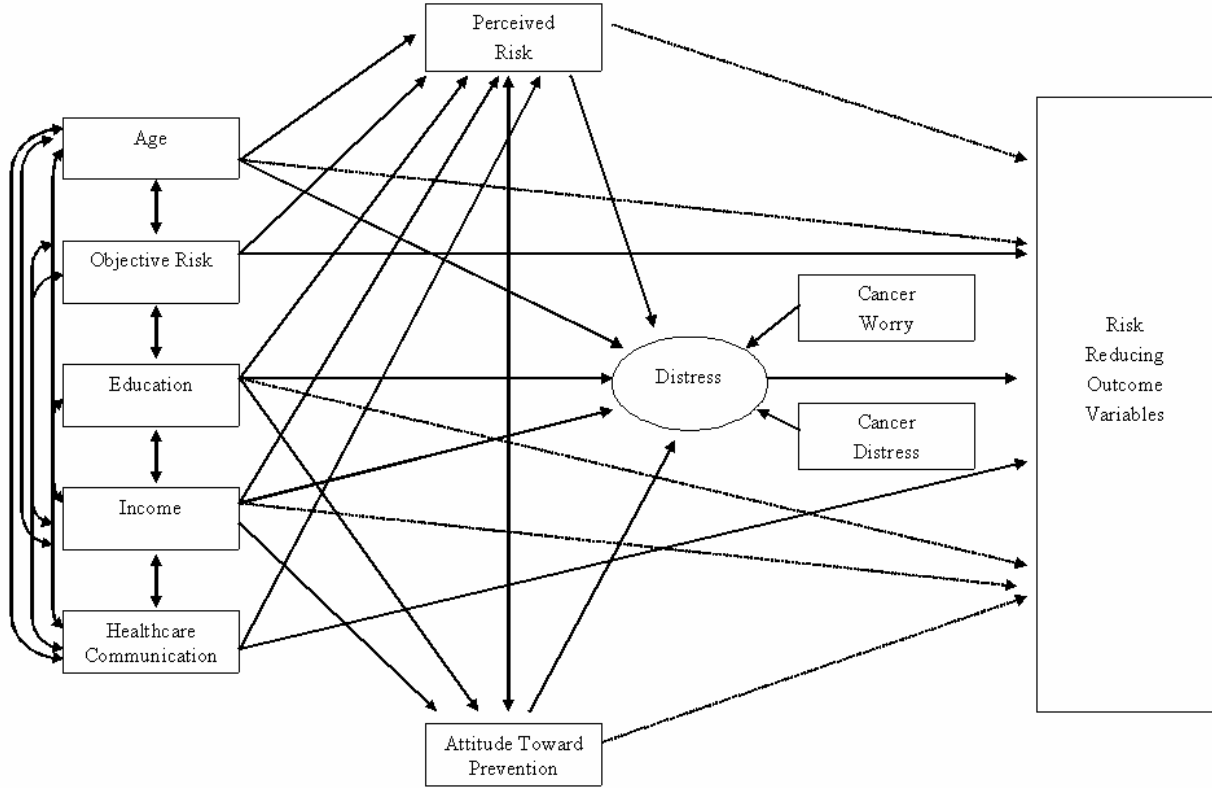 Perceived
Risk
Age
Objective Risk
Education
Income
Healthcare
Communication
Attitude Toward
Prevention
Distress
Cancer
Worry
Cancer
Distress
Risk
Reducing
Outcome
Variables